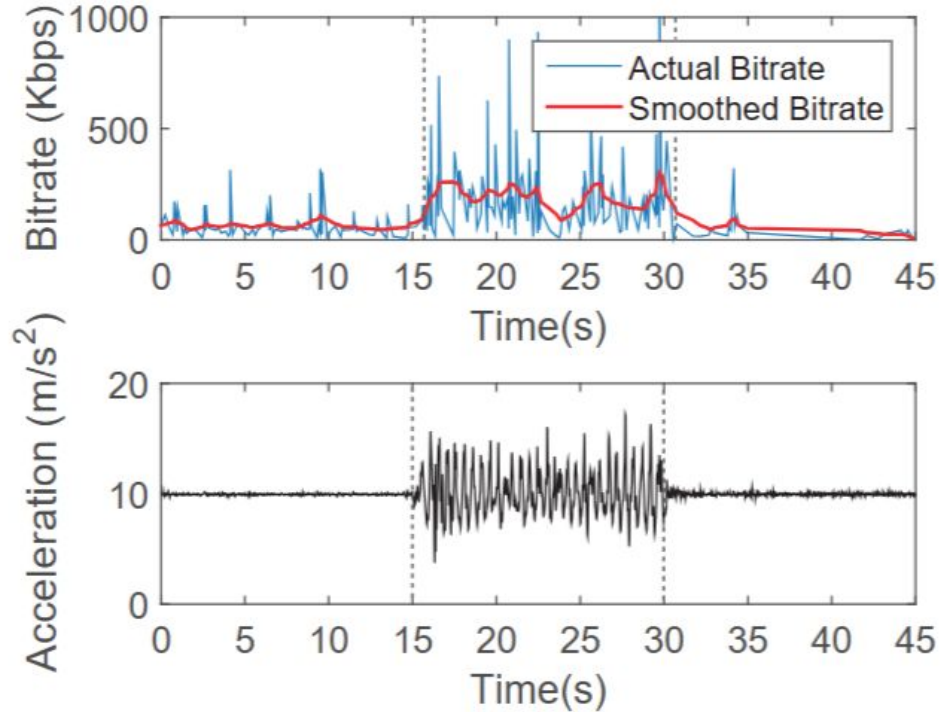 Bitrate (Kbps)
1000
500
0
Actual Bitrate
Smoothed Bitrate
0 5 10 15 20 25 30 35 40 45
Time(s)
Acceleration (m/s²)
20
10
0
0 5 10 15 20 25 30 35 40 45
Time(s)